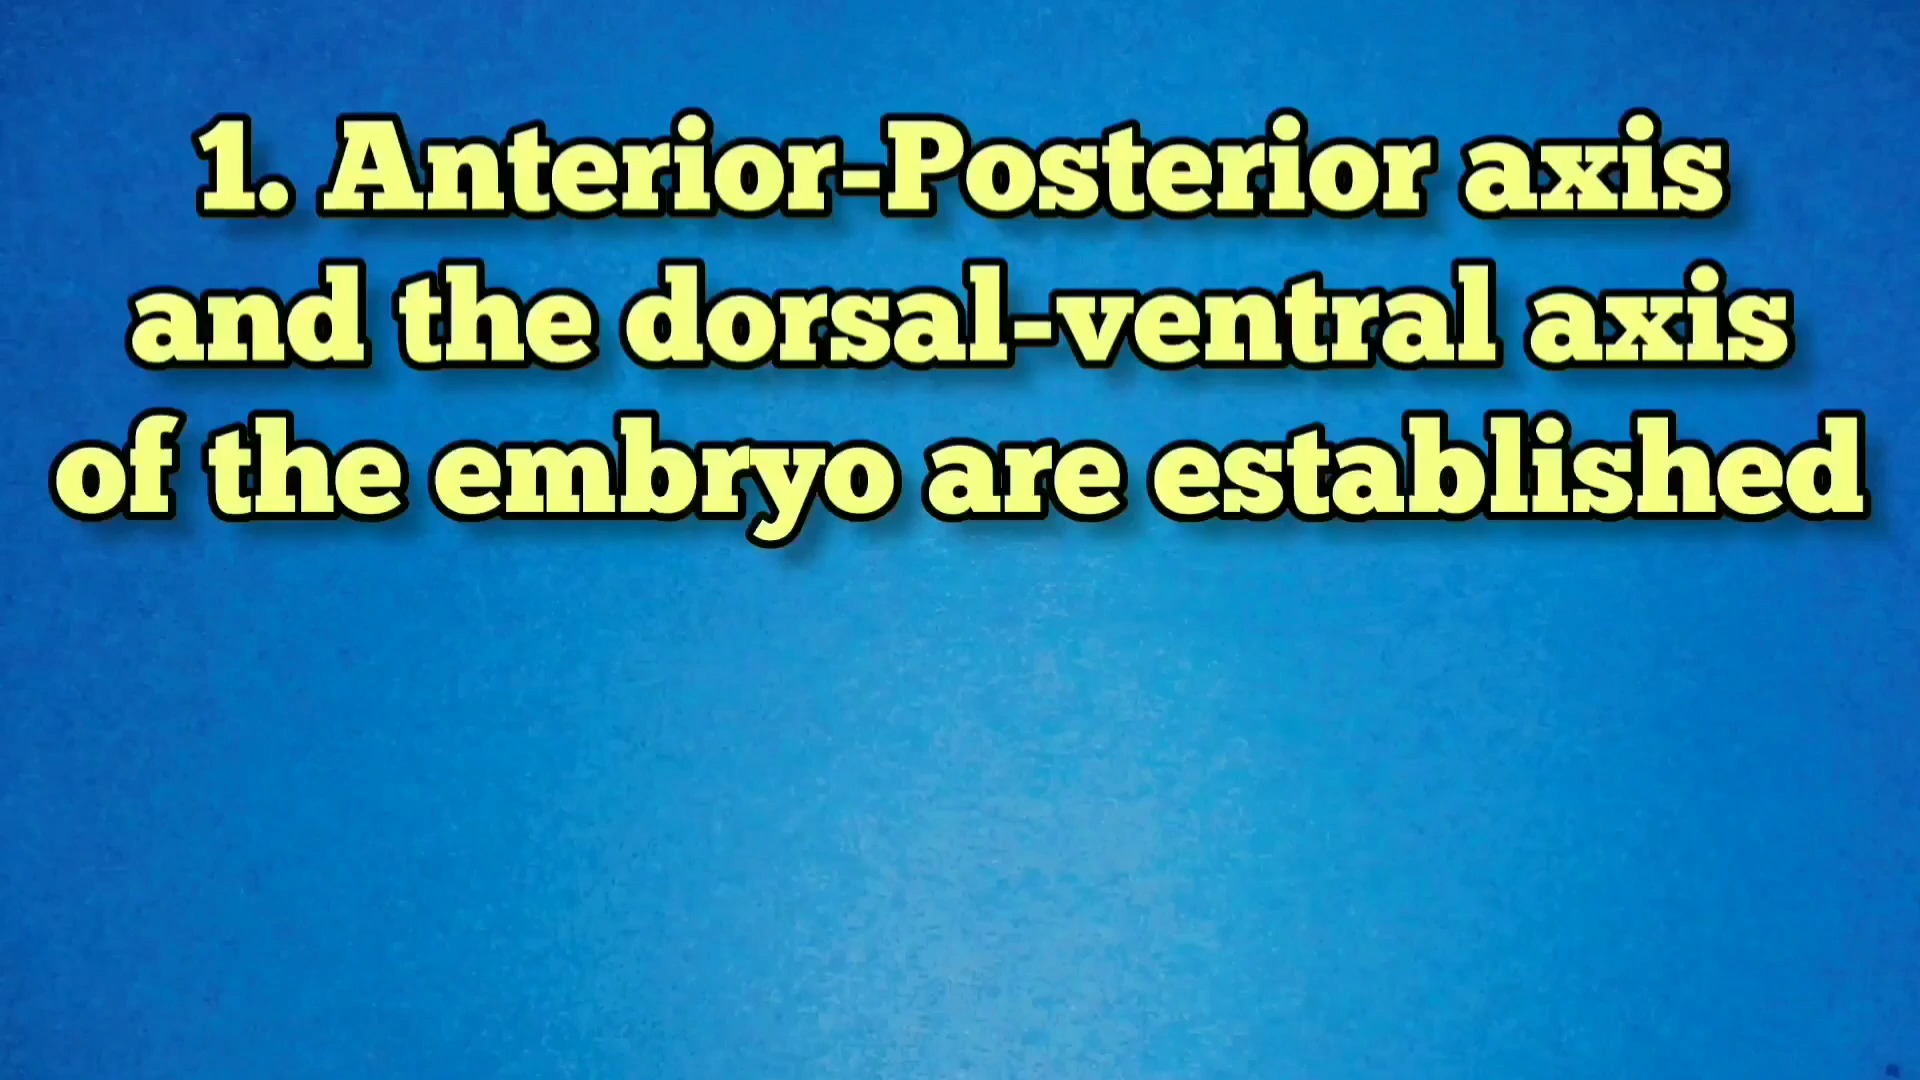 1. Anterior-Posterior axis
and the dorsal-ventral axis
of the embryo are established